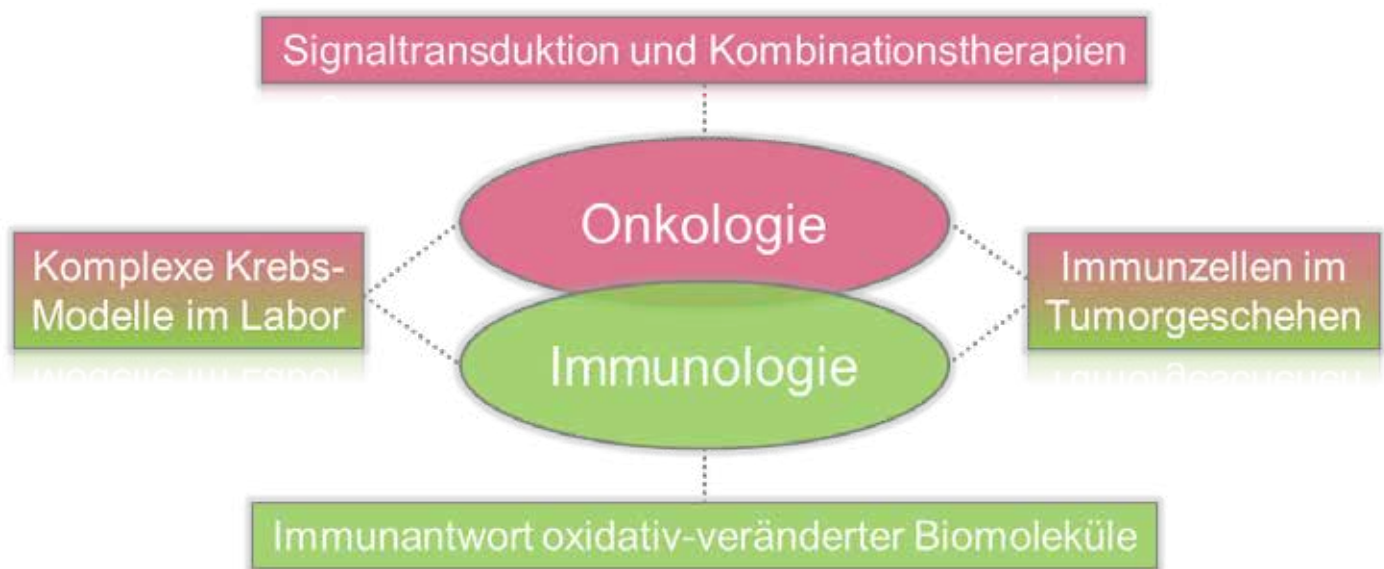 Signaltransduktion und Kombinationstherapien
Onkologie
Komplexe Krebs-
Modelle im Labor
Immunzellen im
Tumorgeschehen
Immunologie
Immunantwort oxidativ-veränderter Biomoleküle